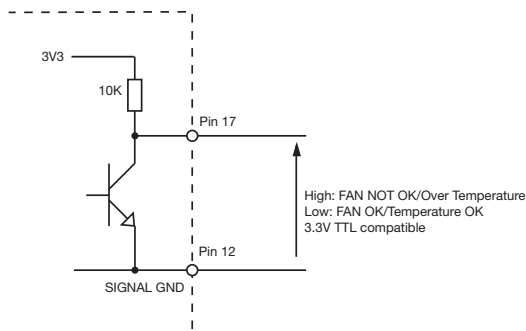 3V3
10K
Pin 17
High: FAN NOT OK/Over Temperature
Low: FAN OK/Temperature OK
3.3V TTL compatible
Pin 12
SIGNAL GND